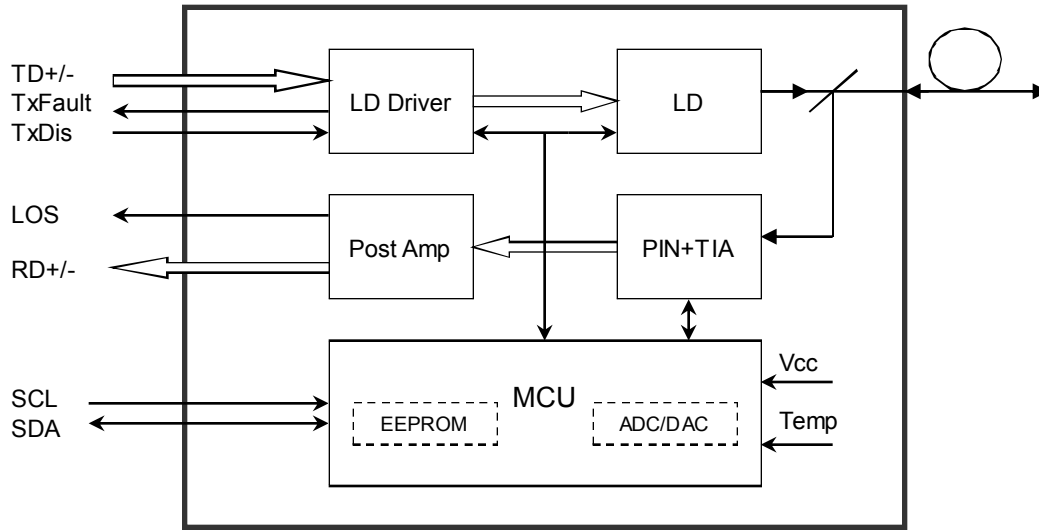 TD+/-
TxFault
TxDis
LD Driver
LD
LOS
RD+/-
Post Amp
PIN+TIA
SCL
SDA
MCU
EEPROM
ADC/DAC
Vcc
Temp